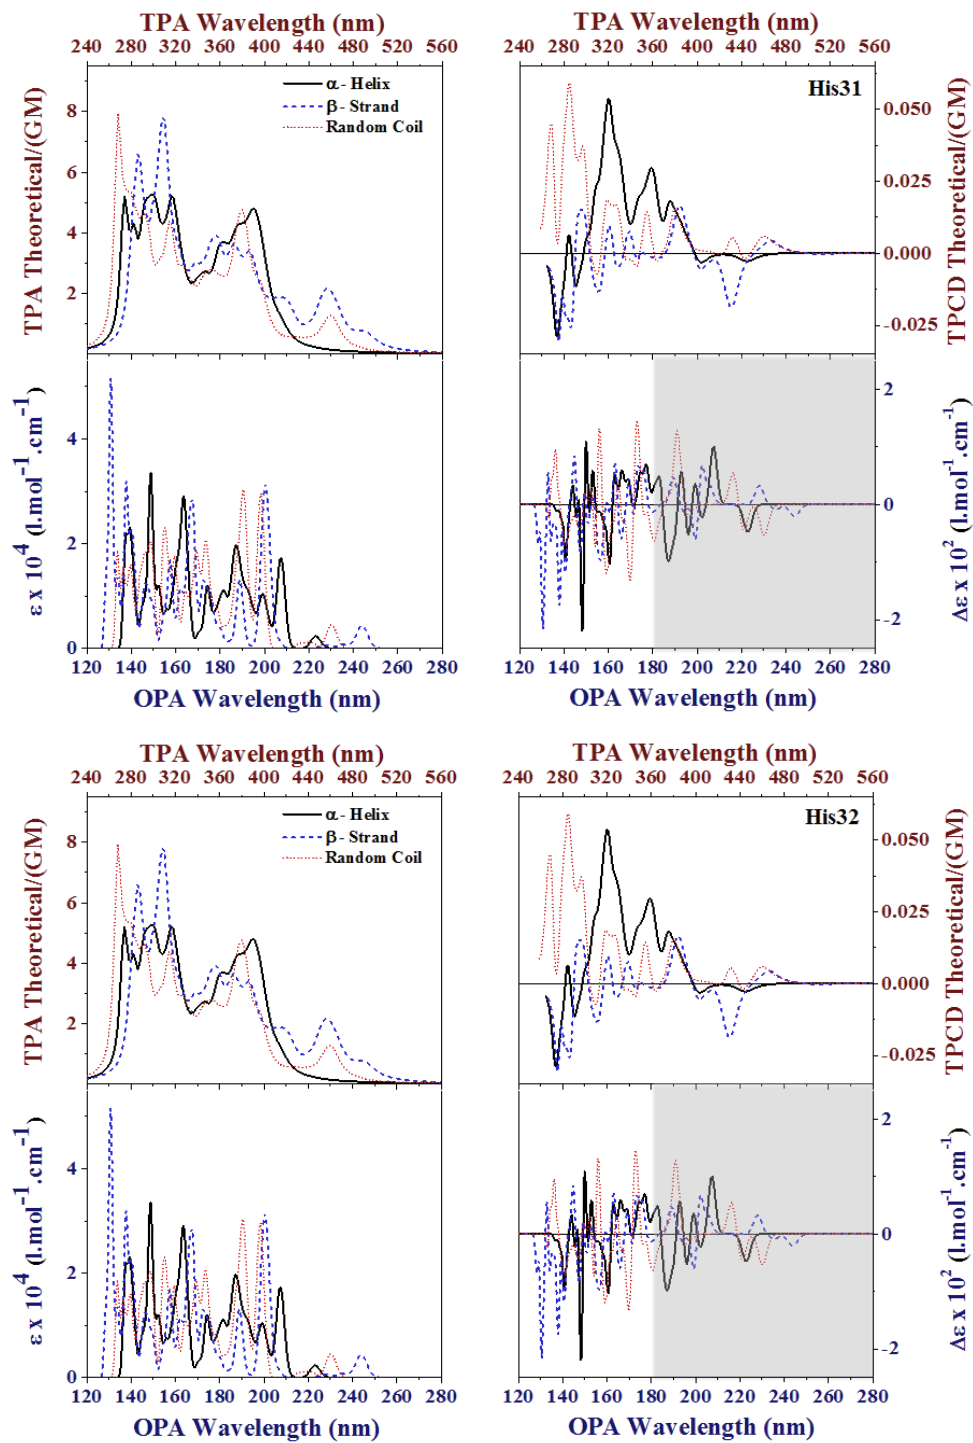 TPA Wavelength (nm)
240 280 320 360 400 440 480 520 560
TPA Wavelength (nm)
240 280 320 360 400 440 480 520 560
α - Helix
β - Strand
Random Coil
His31
TPA Theoretical/(GM)
8
6
4
2
0.050
0.025
0.000
-0.025
TPCD Theoretical/(GM)
ε x 10⁴ (l.mol⁻¹.cm⁻¹)
4
2
0
2
0
-2
Δε x 10² (l.mol⁻¹.cm⁻¹)
120 140 160 180 200 220 240 260 280
OPA Wavelength (nm)
120 140 160 180 200 220 240 260 280
OPA Wavelength (nm)
TPA Wavelength (nm)
240 280 320 360 400 440 480 520 560
TPA Wavelength (nm)
240 280 320 360 400 440 480 520 560
α - Helix
β - Strand
Random Coil
His32
TPA Theoretical/(GM)
8
6
4
2
0.050
0.025
0.000
-0.025
TPCD Theoretical/(GM)
ε x 10⁴ (l.mol⁻¹.cm⁻¹)
4
2
0
2
0
-2
Δε x 10² (l.mol⁻¹.cm⁻¹)
120 140 160 180 200 220 240 260 280
OPA Wavelength (nm)
120 140 160 180 200 220 240 260 280
OPA Wavelength (nm)